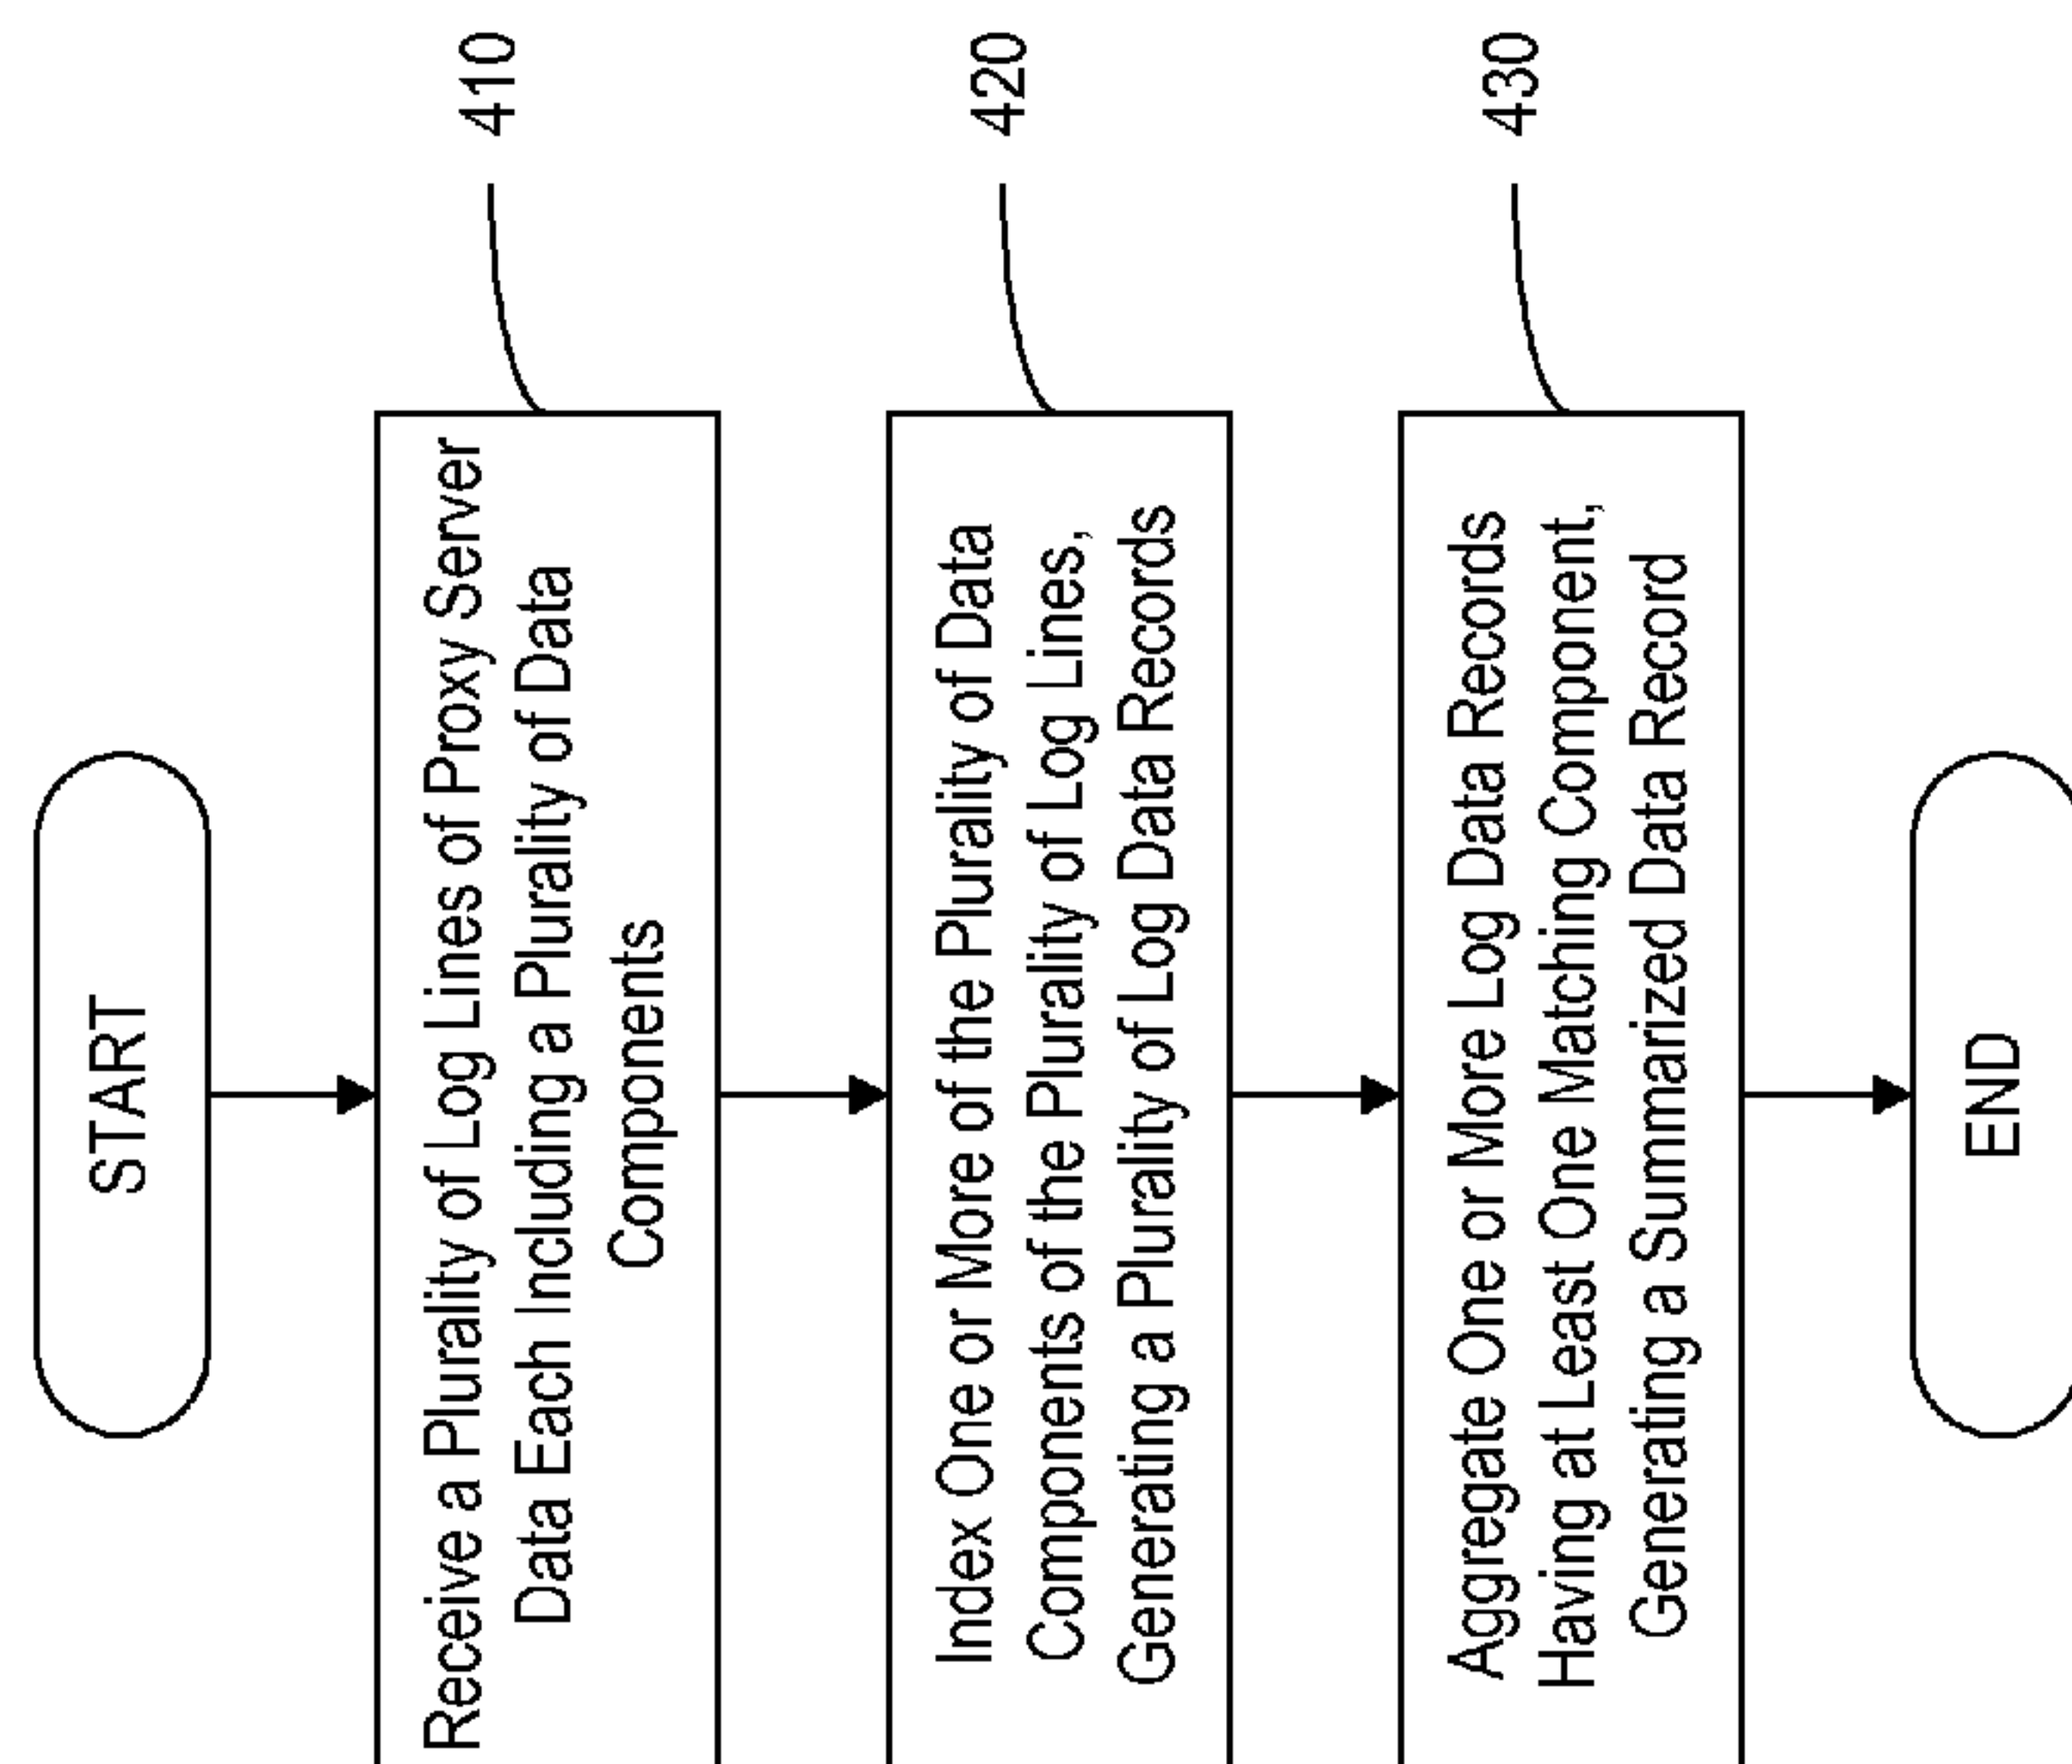 START
Receive a Plurality of Log Lines of Proxy Server
Data Each Including a Plurality of Data
Components
410
Index One or More of the Plurality of Data
Components of the Plurality of Log Lines,
Generating a Plurality of Log Data Records
420
Aggregate One or More Log Data Records
Having at Least One Matching Component,
Generating a Summarized Data Record
430
END